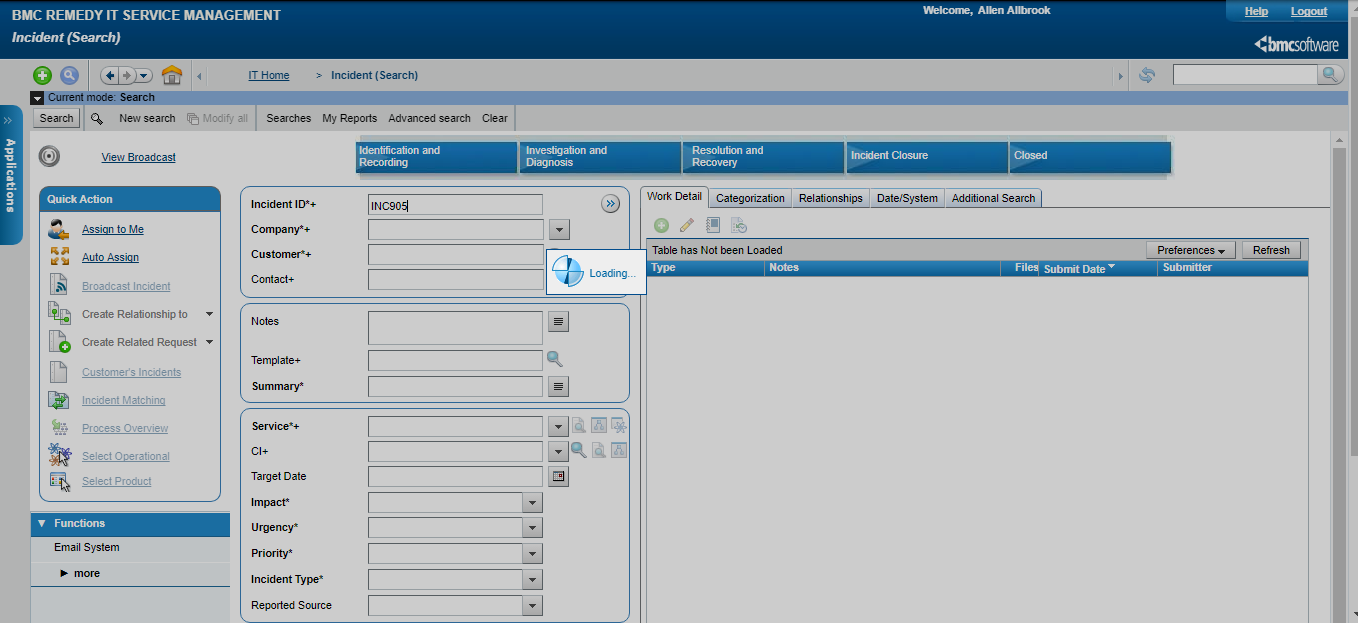 BMC REMEDY IT SERVICE MANAGEMENT
Welcome, Allen Allbrook
Help Logout
Incident (Search)
bmcsoftware
IT Home > Incident (Search)
Current mode: Search
Search New search Modify all Searches My Reports Advanced search Clear
Applications
View Broadcast
Identification and
Recording
Investigation and
Diagnosis
Resolution and
Recovery
Incident Closure
Closed
Quick Action
Assign to Me
Auto Assign
Broadcast Incident
Create Relationship to
Create Related Request
Customer's Incidents
Incident Matching
Process Overview
Select Operational
Select Product
Functions
Email System
more
Incident ID*+ INC905
Company*+
Customer*+
Contact+
Loading...
Notes
Template+
Summary*
Service*+
CI+
Target Date
Impact*
Urgency*
Priority*
Incident Type*
Reported Source
Work Detail Categorization Relationships Date/System Additional Search
Table has Not been Loaded Preferences Refresh
Type Notes Files Submit Date Submitter